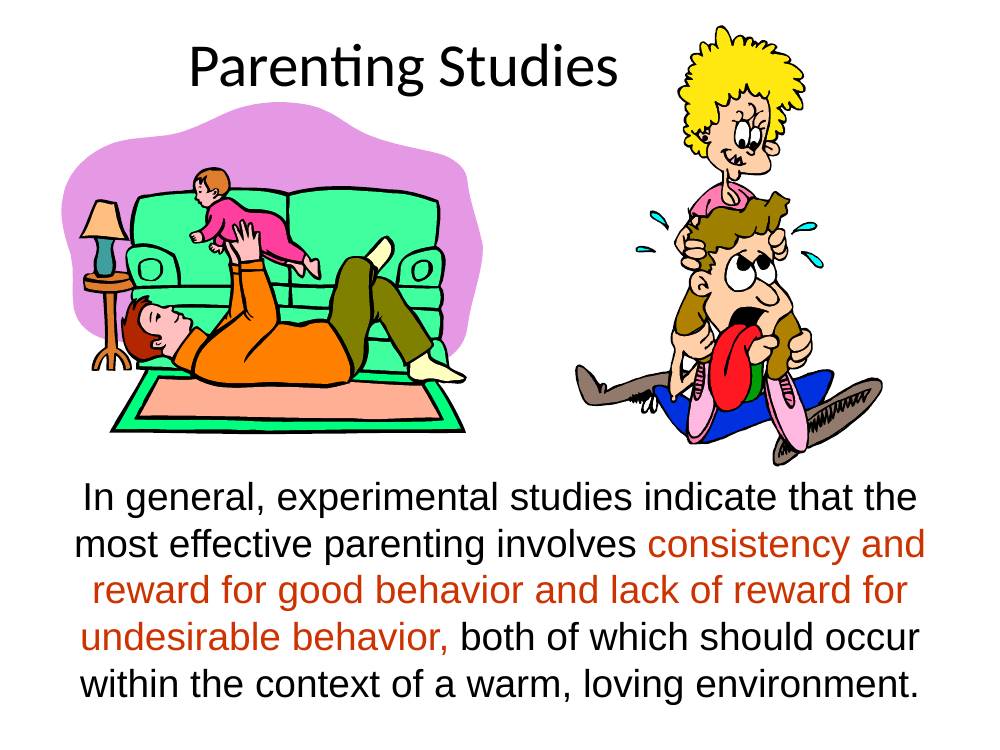 Parenting Studies
In general, experimental studies indicate that the
most effective parenting involves consistency and
reward for good behavior and lack of reward for
undesirable behavior, both of which should occur
within the context of a warm, loving environment.